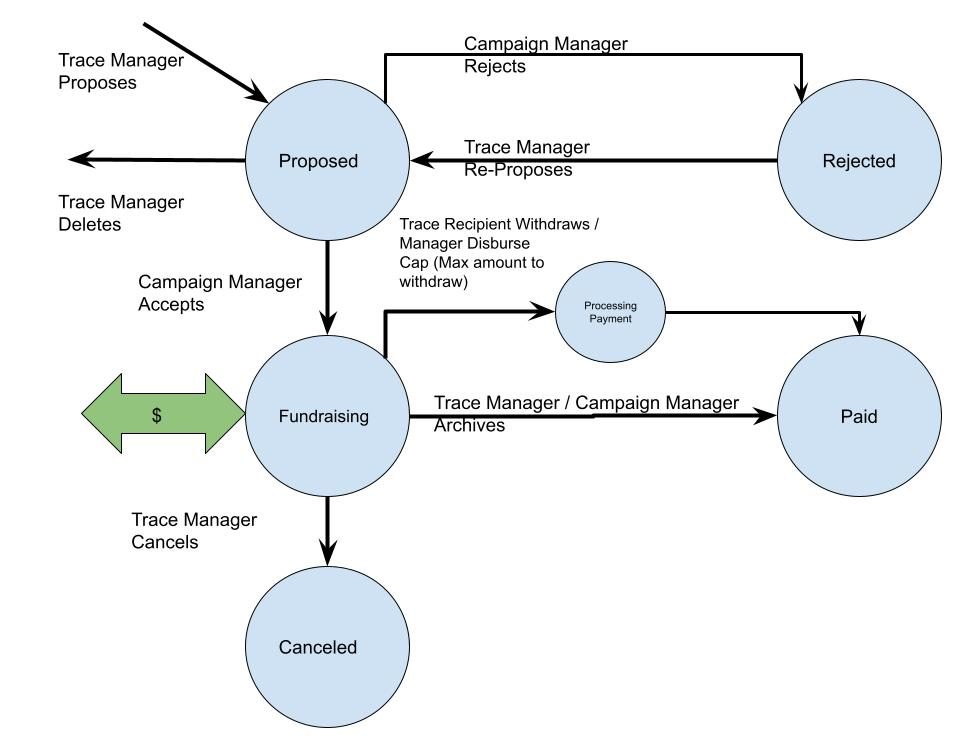 Campaign Manager
Rejects
Trace Manager
Proposes
Proposed
Trace Manager
Re-Proposes
Rejected
Trace Manager
Deletes
Trace Recipient Withdraws /
Manager Disburse
Cap (Max amount to
withdraw)
Campaign Manager
Accepts
Processing
Payment
$
Fundraising
Trace Manager / Campaign Manager
Archives
Paid
Trace Manager
Cancels
Canceled